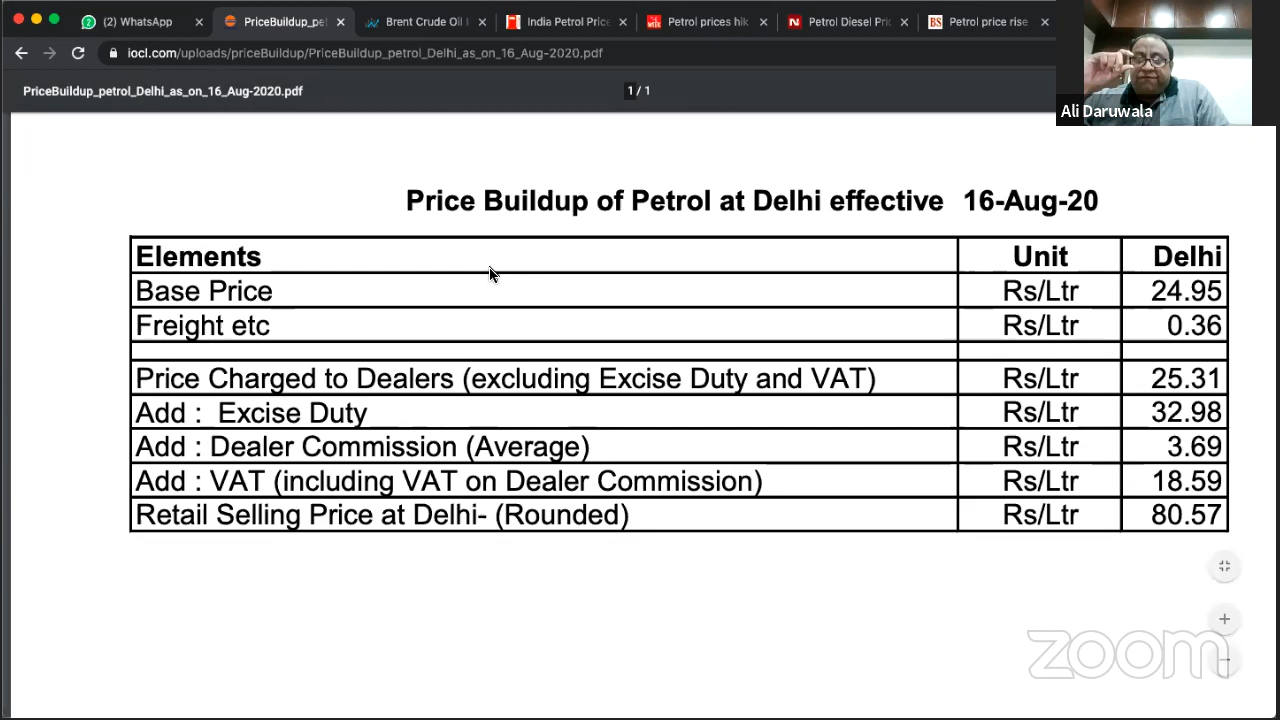 (2) WhatsApp
PriceBuildup_pet
Brent Crude Oil
India Petrol Price
Petrol prices hik
Petrol Diesel Pric
BS Petrol price rise
iocl.com/uploads/priceBuildup/PriceBuildup_petrol_Delhi_as_on_16_Aug-2020.pdf
PriceBuildup_petrol_Delhi_as_on_16_Aug-2020.pdf
1 / 1
Ali Daruwala
Price Buildup of Petrol at Delhi effective 16-Aug-20
Elements Unit Delhi
Base Price Rs/Ltr 24.95
Freight etc Rs/Ltr 0.36
Price Charged to Dealers (excluding Excise Duty and VAT) Rs/Ltr 25.31
Add : Excise Duty Rs/Ltr 32.98
Add : Dealer Commission (Average) Rs/Ltr 3.69
Add : VAT (including VAT on Dealer Commission) Rs/Ltr 18.59
Retail Selling Price at Delhi- (Rounded) Rs/Ltr 80.57
zoom